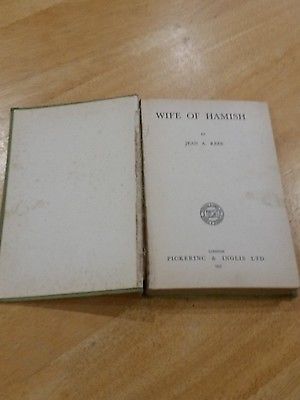 WIFE OF HAMISH
BY
JEAN A. REES
LONDON
PICKERING & INGLIS LTD.